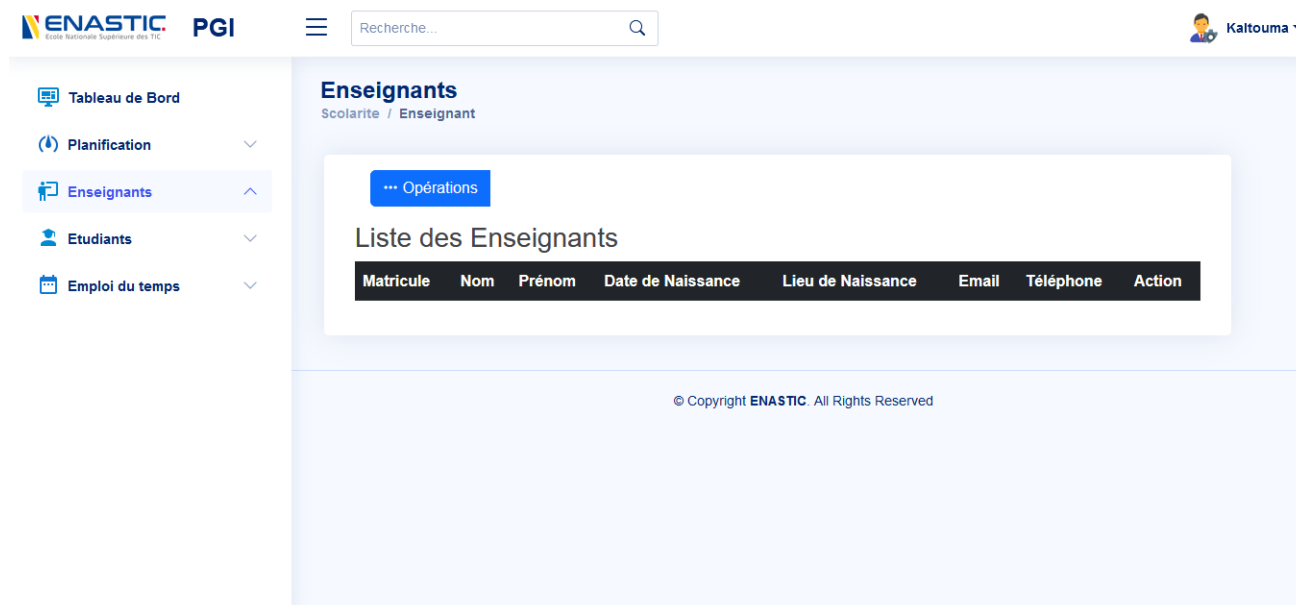 ENASTIC.
Ecole Nationale Supérieure des TIC
PGI
Recherche...
Kaltouma
Tableau de Bord
Planification
Enseignants
Etudiants
Emploi du temps
Enseignants
Scolarite / Enseignant
··· Opérations
Liste des Enseignants
Matricule Nom Prénom Date de Naissance Lieu de Naissance Email Téléphone Action
© Copyright ENASTIC. All Rights Reserved